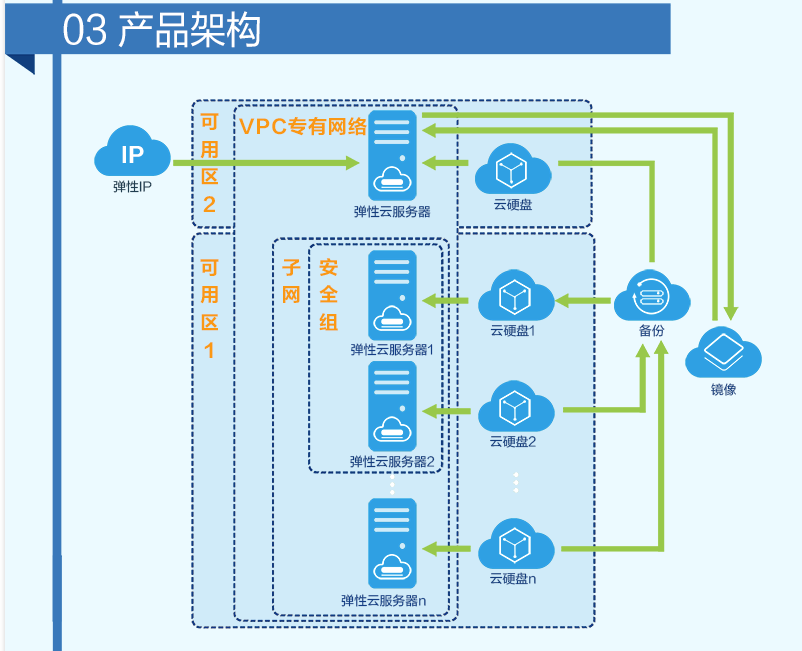 03 产品架构
可用区2
VPC专有网络
IP
弹性IP
弹性云服务器
云硬盘
可用区1
子网
安全组
弹性云服务器1
云硬盘1
备份
镜像
弹性云服务器2
云硬盘2
弹性云服务器n
云硬盘n